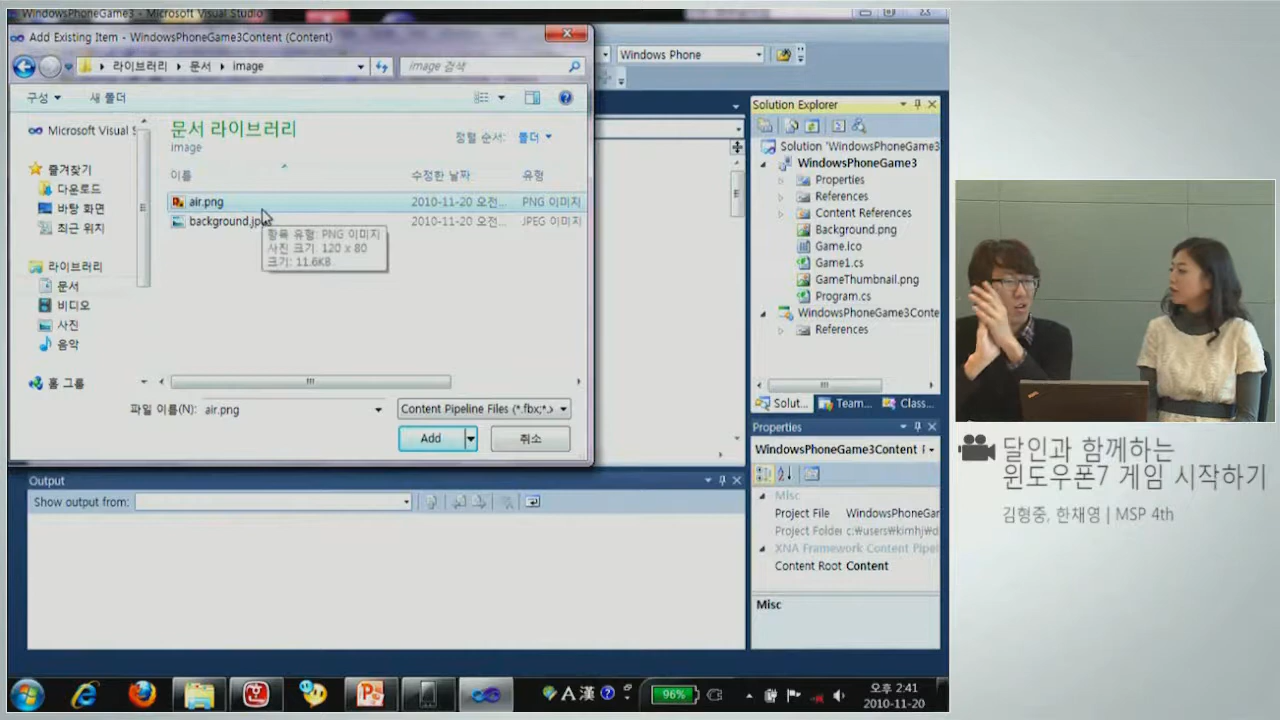 WindowsPhoneGame3 - Microsoft Visual Studio
Add Existing Item - WindowsPhoneGame3Content (Content)
라이브러리 ▸ 문서 ▸ image
image 검색
Windows Phone
구성
새 폴더
Microsoft Visual S
즐겨찾기
다운로드
바탕 화면
최근 위치
라이브러리
문서
비디오
사진
음악
홈 그룹
문서 라이브러리
image
정렬 순서: 폴더
이름 수정한 날짜 유형
air.png 2010-11-20 오전... PNG 이미지
background.jp 2010-11-20 오전... JPEG 이미지
항목 유형: PNG 이미지
사진 크기: 120 x 80
크기: 11.6KB
파일 이름(N): air.png
Content Pipeline Files (*.fbx;*.x
Add
취소
Solution Explorer
Solution 'WindowsPhoneGame3
WindowsPhoneGame3
Properties
References
Content References
Background.png
Game.ico
Game1.cs
GameThumbnail.png
Program.cs
WindowsPhoneGame3Conte
References
Solut... Team... Class...
Properties
WindowsPhoneGame3Content
Misc
Project File WindowsPhoneGar
Project Folder c:\users\kimhj\d
XNA Framework Content Pipel
Content Root Content
Misc
Output
Show output from:
A 漢
96%
오후 2:41
2010-11-20
달인과 함께하는
윈도우폰7 게임 시작하기
김형중, 한채영 | MSP 4th